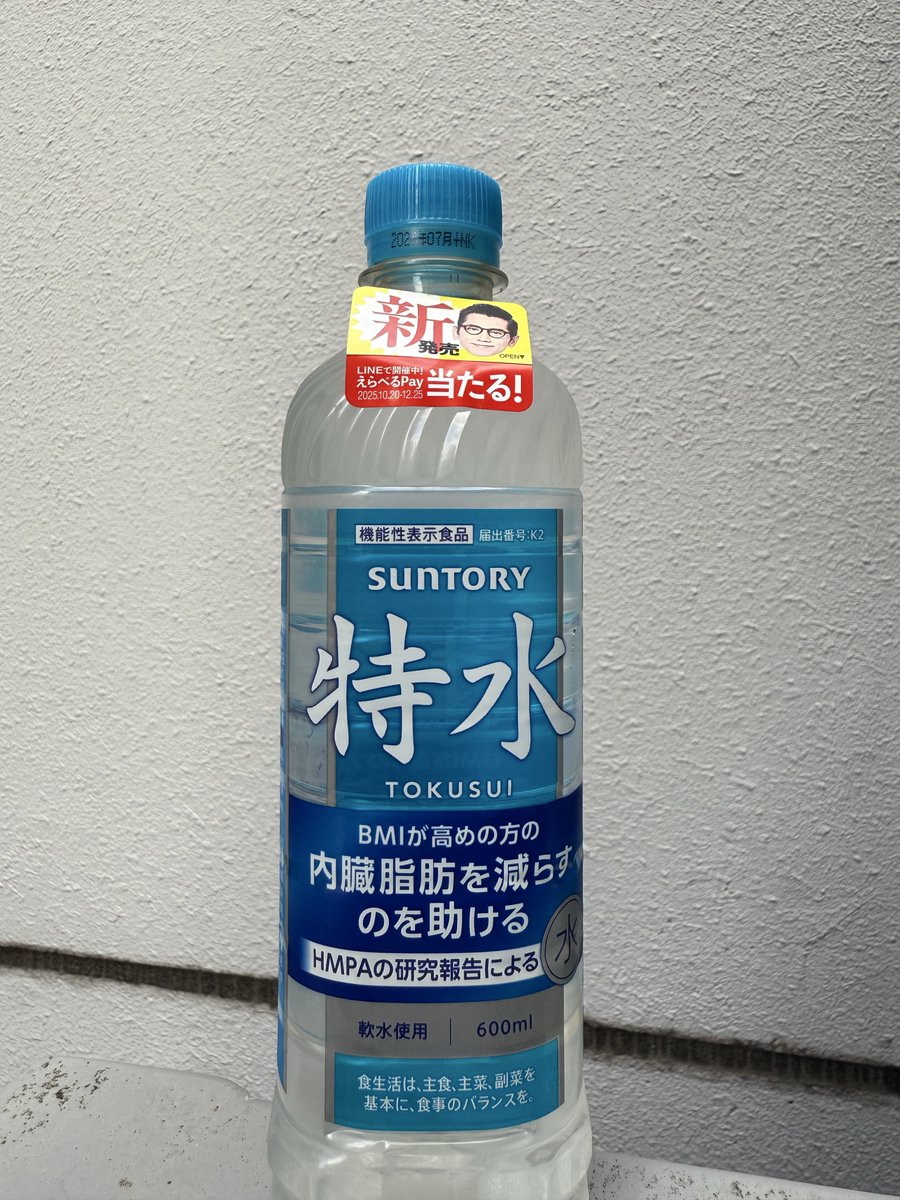 新
発売
OPEN▼
LINEで開催中!
えらべるPay
2025.10.20-12.25
当たる!
機能性表示食品 届出番号:K2
SUNTORY
特水
TOKUSUI
BMIが高めの方の
内臓脂肪を減らす
のを助ける
HMPAの研究報告による
水
軟水使用 | 600ml
食生活は、主食、主菜、副菜を
基本に、食事のバランスを。